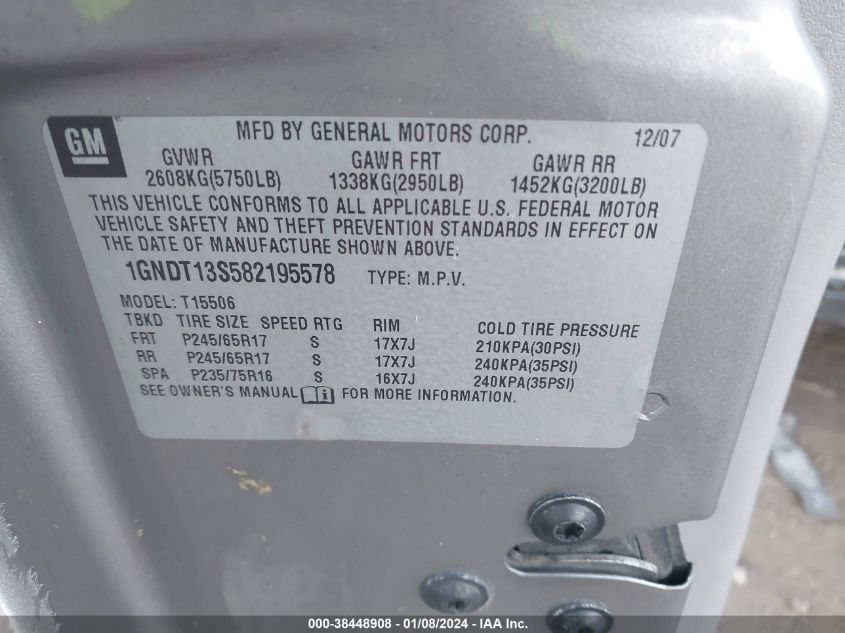 GM
MFD BY GENERAL MOTORS CORP. 12/07
GVWR GAWR FRT GAWR RR
2608KG(5750LB) 1338KG(2950LB) 1452KG(3200LB)
THIS VEHICLE CONFORMS TO ALL APPLICABLE U.S. FEDERAL MOTOR
VEHICLE SAFETY AND THEFT PREVENTION STANDARDS IN EFFECT ON
THE DATE OF MANUFACTURE SHOWN ABOVE.
1GNDT13S582195578 TYPE: M.P.V.
MODEL: T15506
TBKD TIRE SIZE SPEED RTG RIM COLD TIRE PRESSURE
FRT P245/65R17 S 17X7J 210KPA(30PSI)
RR P245/65R17 S 17X7J 240KPA(35PSI)
SPA P235/75R16 S 16X7J 240KPA(35PSI)
SEE OWNER'S MANUAL i FOR MORE INFORMATION.
000-38448908 - 01/08/2024 - IAA Inc.